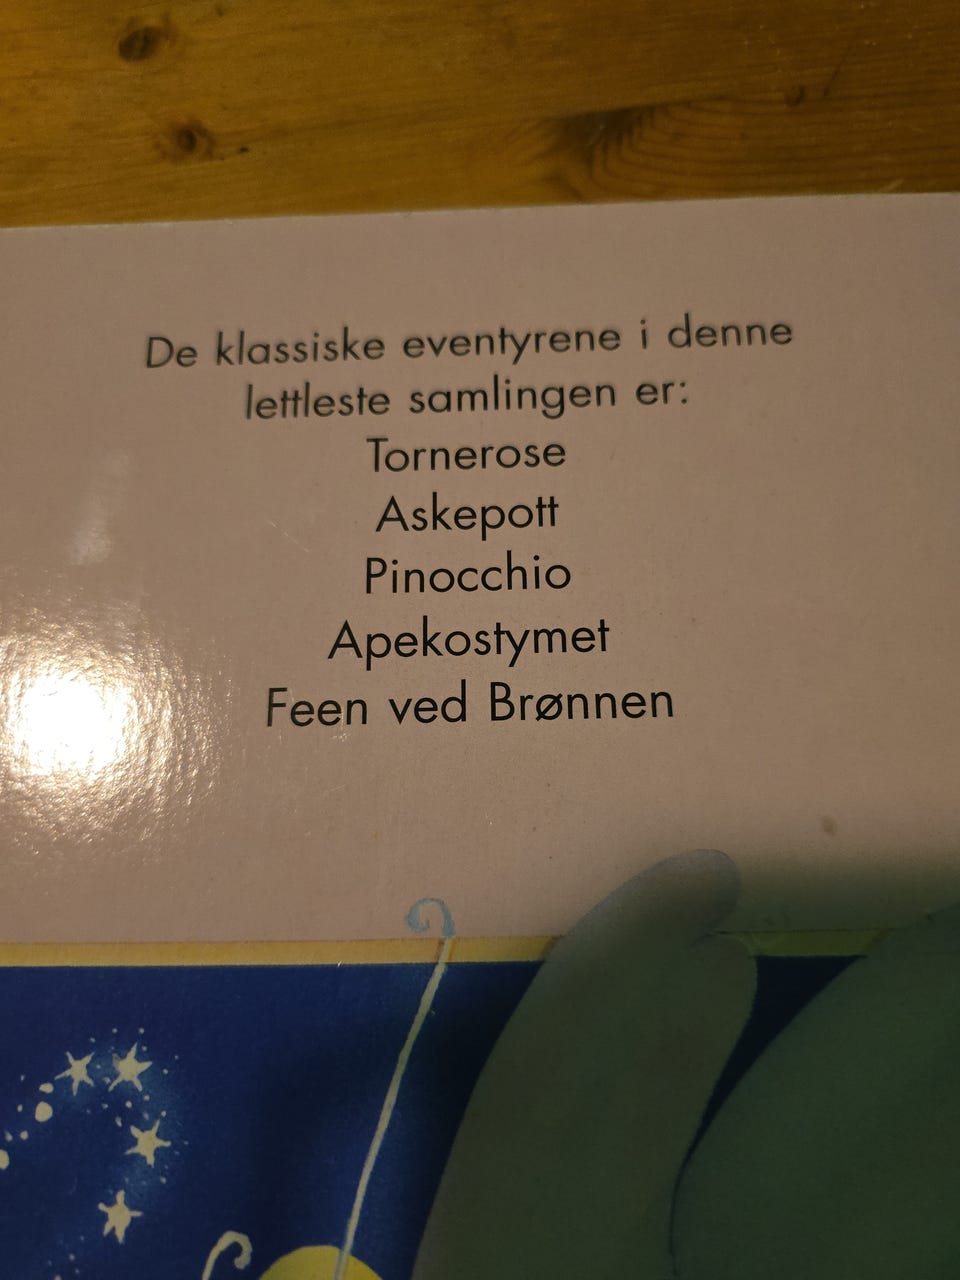 De klassiske eventyrene i denne
lettleste samlingen er:
Tornerose
Askepott
Pinocchio
Apekostymet
Feen ved Brønnen